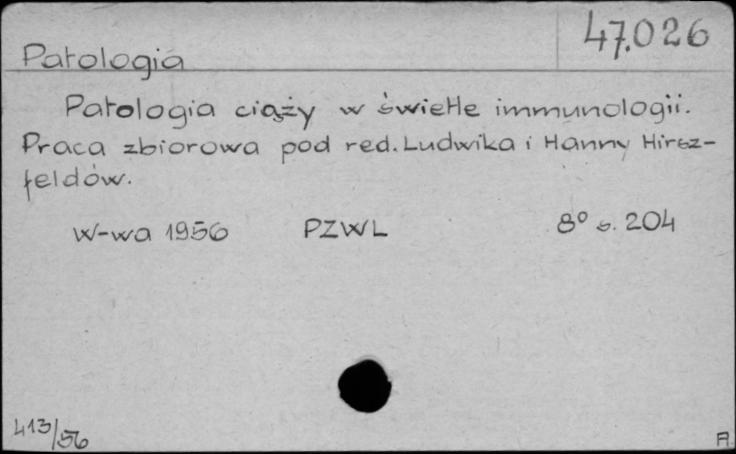 47.026
Patologia
Patologia ciąży w świetle immunologii.
Praca zbiorowa pod red. Ludwika i Hanny Hirsz-
feldów.
W-wa 1956 PZWL 8° s. 204
413/56
A.